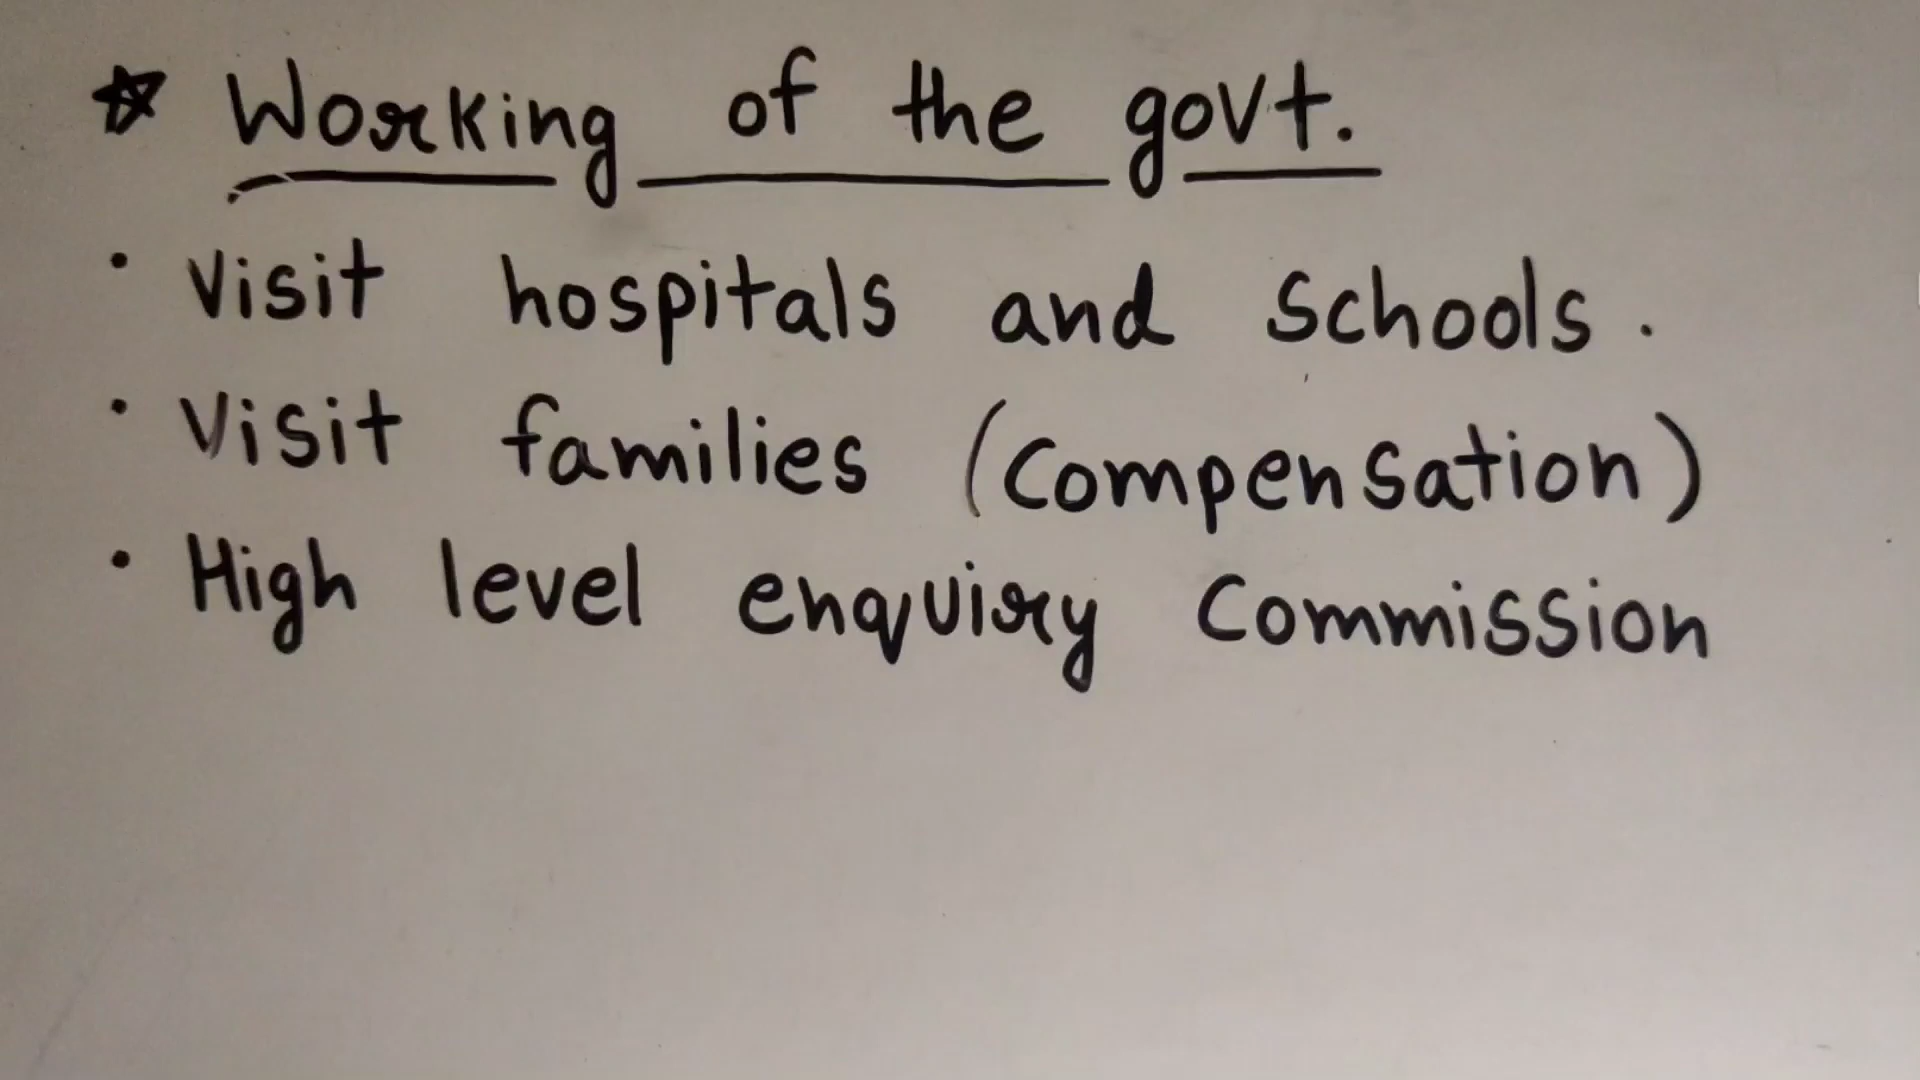 ☆ Working of the govt.
• Visit hospitals and schools.
• Visit families (Compensation)
• High level enquiry Commission